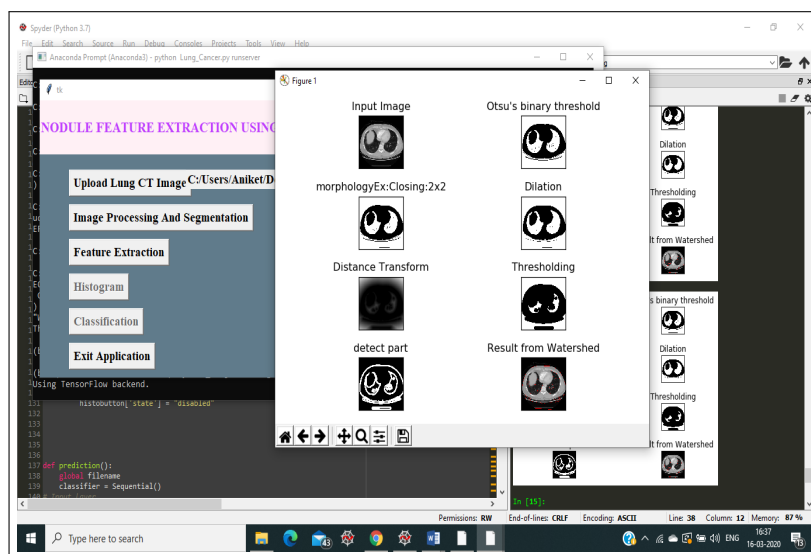 Spyder (Python 3.7)
File Edit Search Source Run Debug Consoles Projects Tools View Help
Anaconda Prompt (Anaconda3) - python Lung_Cancer.py runserver
tk
NODULE FEATURE EXTRACTION USING
Upload Lung CT Image C:/Users/Aniket/D
Image Processing And Segmentation
Feature Extraction
Histogram
Classification
Exit Application
Using TensorFlow backend.
131 histobutton['state'] = "disabled"
132
133
134
135
136
137 def prediction():
138 global filename
139 classifier = Sequential()
Figure 1
Input Image Otsu's binary threshold
morphologyEx:Closing:2x2 Dilation
Distance Transform Thresholding
detect part Result from Watershed
Dilation
Thresholding
lt from Watershed
s binary threshold
Dilation
Thresholding
lt from Watershed
In [15]:
Permissions: RW End-of-lines: CRLF Encoding: ASCII Line: 38 Column: 12 Memory: 87 %
Type here to search
43
ENG
16:37
16-03-2020
13